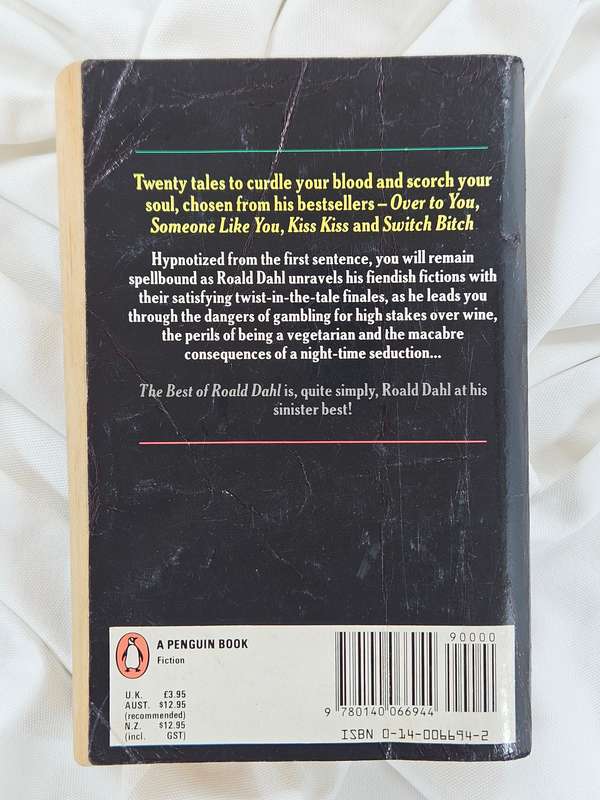 Twenty tales to curdle your blood and scorch your
soul, chosen from his bestsellers – Over to You,
Someone Like You, Kiss Kiss and Switch Bitch
Hypnotized from the first sentence, you will remain
spellbound as Roald Dahl unravels his fiendish fictions with
their satisfying twist-in-the-tale finales, as he leads you
through the dangers of gambling for high stakes over wine,
the perils of being a vegetarian and the macabre
consequences of a night-time seduction...
The Best of Roald Dahl is, quite simply, Roald Dahl at his
sinister best!
A PENGUIN BOOK
Fiction
U.K. £3.95
AUST. $12.95
(recommended)
N.Z. $12.95
(incl. GST)
90000
9 780140 066944
ISBN 0-14-006694-2